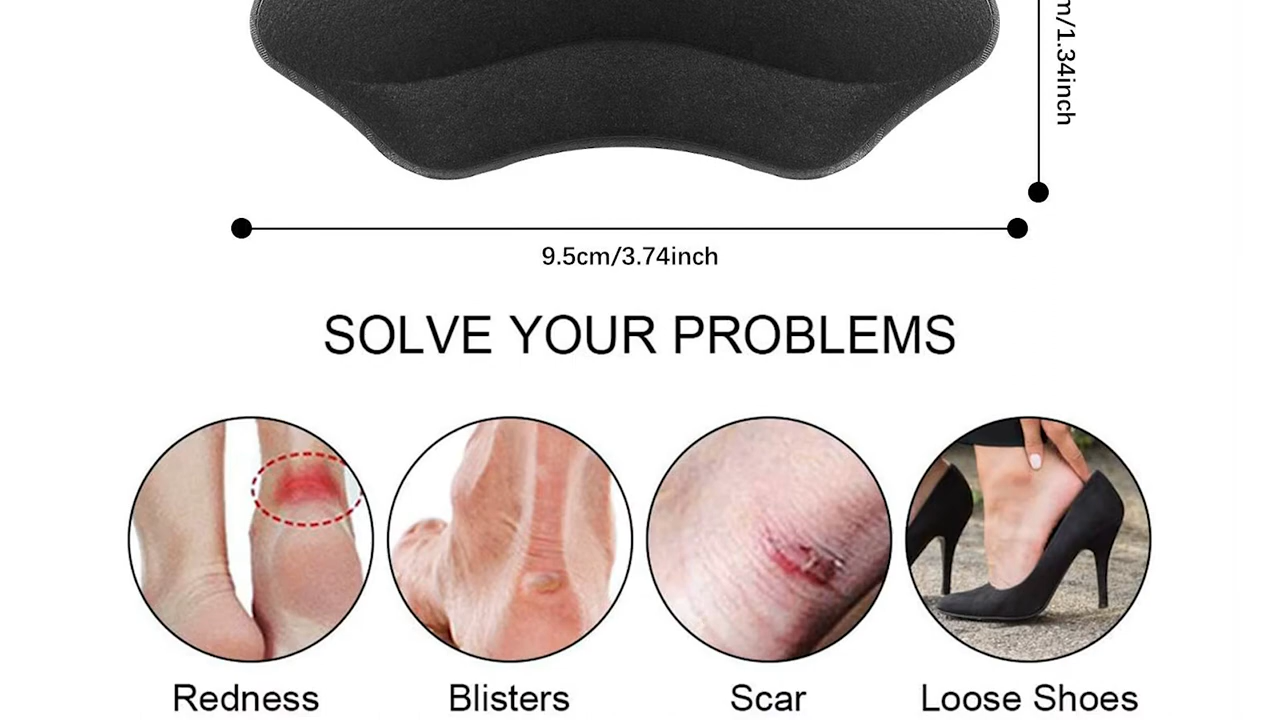 m/1.34inch
9.5cm/3.74inch
SOLVE YOUR PROBLEMS
Redness
Blisters
Scar
Loose Shoes